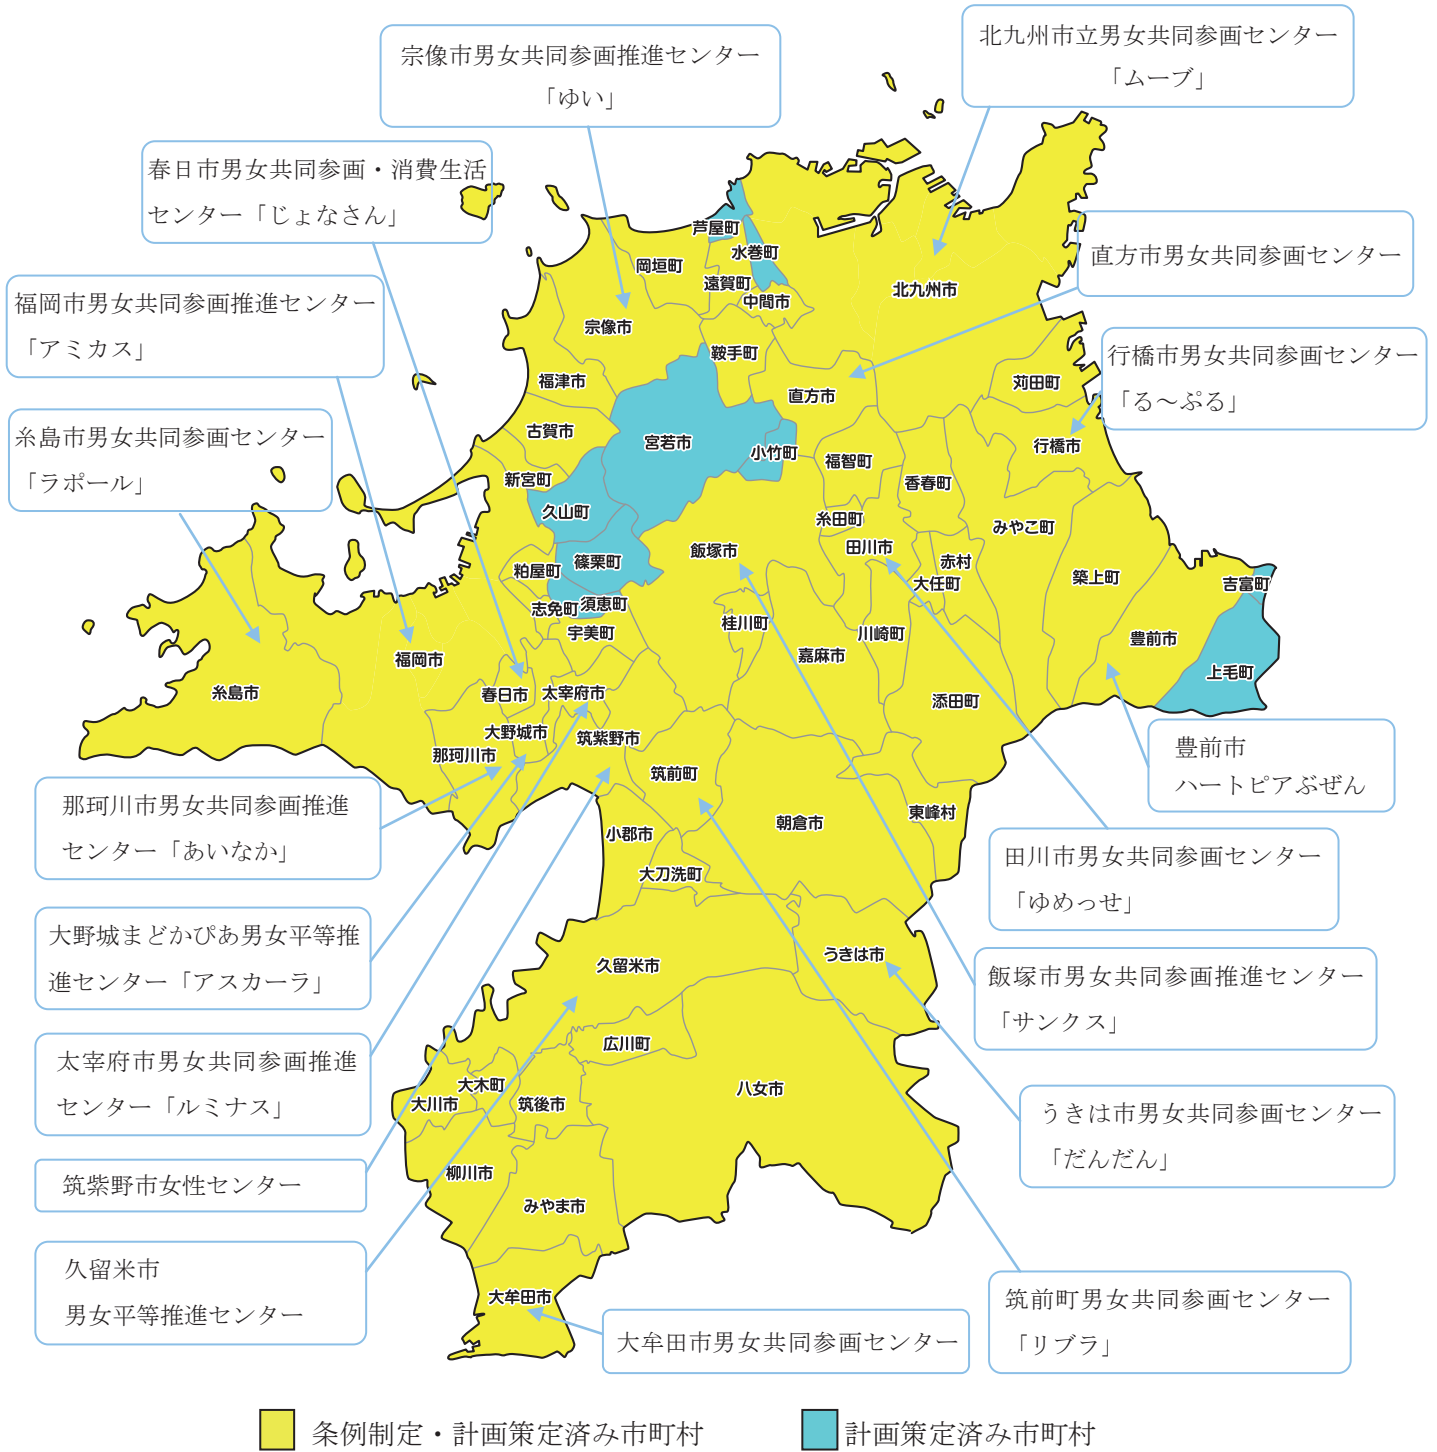 宗像市男女共同参画推進センター
「ゆい」
北九州市立男女共同参画センター
「ムーブ」
春日市男女共同参画・消費生活
センター「じょなさん」
直方市男女共同参画センター
福岡市男女共同参画推進センター
「アミカス」
行橋市男女共同参画センター
「る～ぷる」
糸島市男女共同参画センター
「ラポール」
芦屋町
水巻町
岡垣町
遠賀町
中間市
北九州市
宗像市
鞍手町
福津市
直方市
苅田町
古賀市
宮若市
小竹町
行橋市
新宮町
福智町
香春町
久山町
糸田町
みやこ町
飯塚市
田川市
赤村
粕屋町
篠栗町
大任町
築上町
吉富町
志免町
須恵町
宇美町
桂川町
川崎町
豊前市
福岡市
嘉麻市
上毛町
糸島市
春日市
太宰府市
添田町
大野城市
筑紫野市
那珂川市
筑前町
朝倉市
東峰村
小郡市
大刀洗町
久留米市
うきは市
広川町
大木町
大川市
筑後市
八女市
柳川市
みやま市
大牟田市
豊前市
ハートピアぶぜん
那珂川市男女共同参画推進
センター「あいなか」
田川市男女共同参画センター
「ゆめっせ」
大野城まどかぴあ男女平等推
進センター「アスカーラ」
飯塚市男女共同参画推進センター
「サンクス」
太宰府市男女共同参画推進
センター「ルミナス」
うきは市男女共同参画センター
「だんだん」
筑紫野市女性センター
久留米市
男女平等推進センター
筑前町男女共同参画センター
「リブラ」
大牟田市男女共同参画センター
条例制定・計画策定済み市町村
計画策定済み市町村